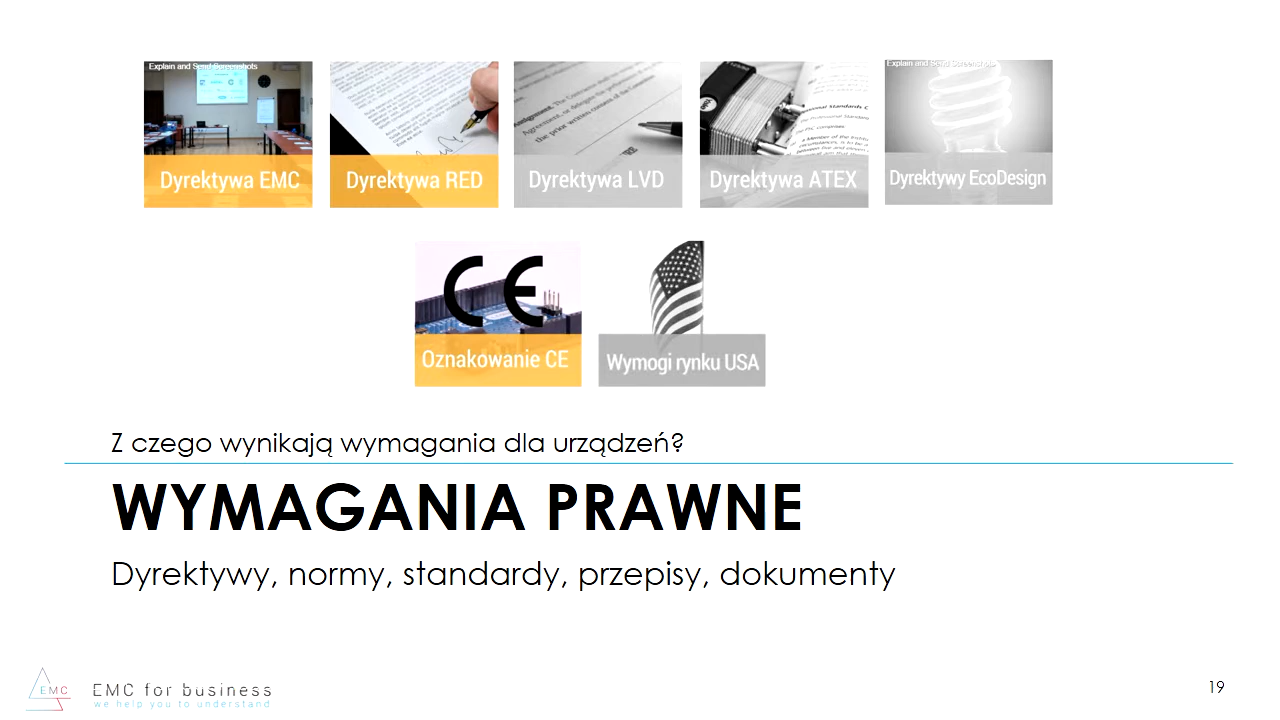 Explain and Send Screenshots
Explain and Send Screenshots
Dyrektywa EMC
Dyrektywa RED
Dyrektywa LVD
Dyrektywa ATEX
Dyrektywy EcoDesign
CE
Oznakowanie CE
Wymogi rynku USA
Z czego wynikają wymagania dla urządzeń?
WYMAGANIA PRAWNE
Dyrektywy, normy, standardy, przepisy, dokumenty
EMC
EMC for business
we help you to understand
19